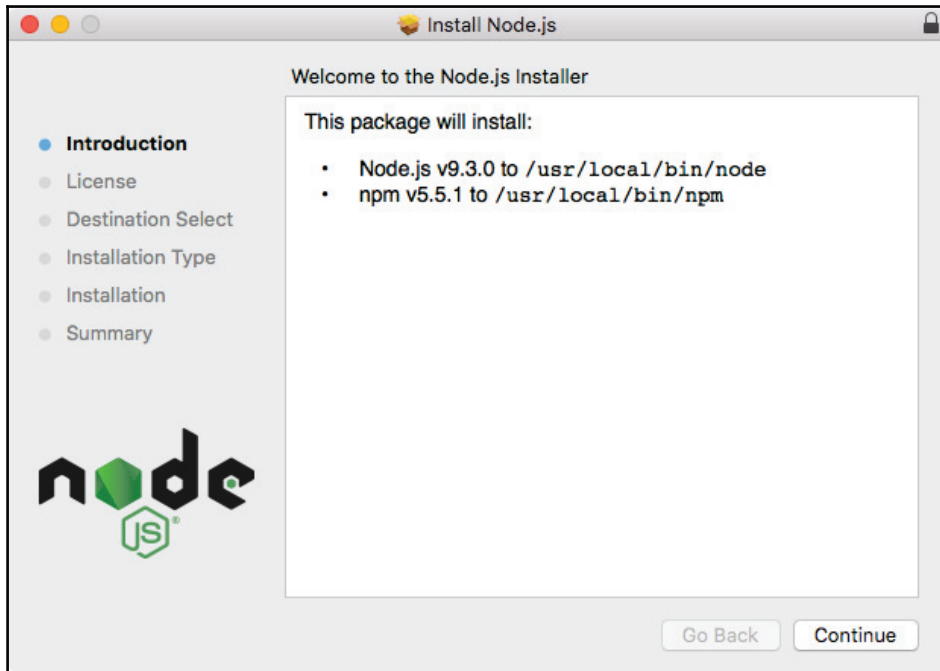 Install Node.js
Welcome to the Node.js Installer
Introduction
License
Destination Select
Installation Type
Installation
Summary
This package will install:
• Node.js v9.3.0 to /usr/local/bin/node
• npm v5.5.1 to /usr/local/bin/npm
node
JS®
Go Back
Continue